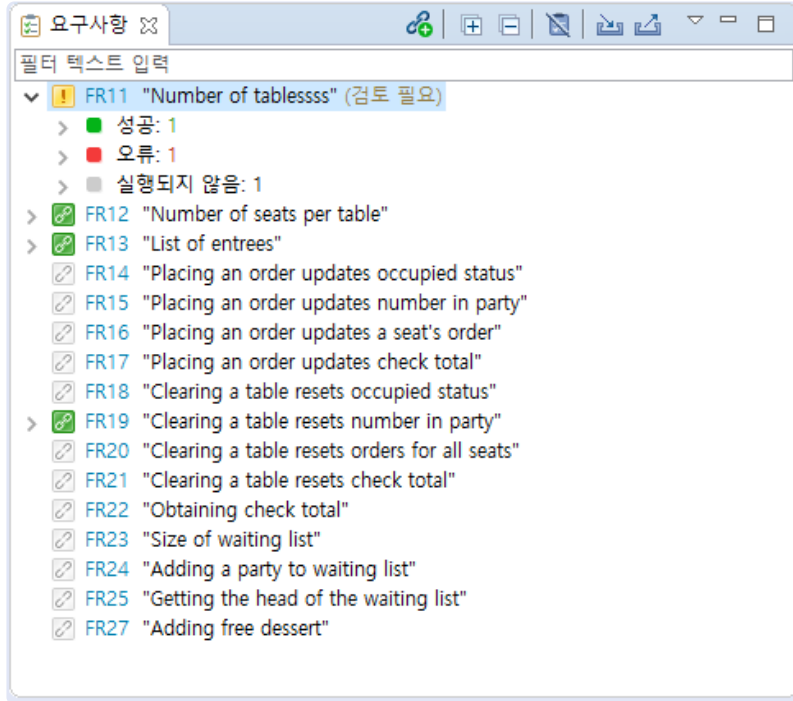 요구사항
필터 텍스트 입력
FR11 "Number of tablessss" (검토 필요)
성공: 1
오류: 1
실행되지 않음: 1
FR12 "Number of seats per table"
FR13 "List of entrees"
FR14 "Placing an order updates occupied status"
FR15 "Placing an order updates number in party"
FR16 "Placing an order updates a seat's order"
FR17 "Placing an order updates check total"
FR18 "Clearing a table resets occupied status"
FR19 "Clearing a table resets number in party"
FR20 "Clearing a table resets orders for all seats"
FR21 "Clearing a table resets check total"
FR22 "Obtaining check total"
FR23 "Size of waiting list"
FR24 "Adding a party to waiting list"
FR25 "Getting the head of the waiting list"
FR27 "Adding free dessert"